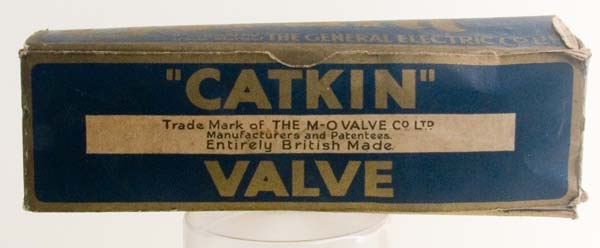 THE GENERAL ELECTRIC CO.
"CATKIN"
Trade Mark of THE M-O VALVE CO LTD
Manufacturers and Patentees.
Entirely British Made
VALVE